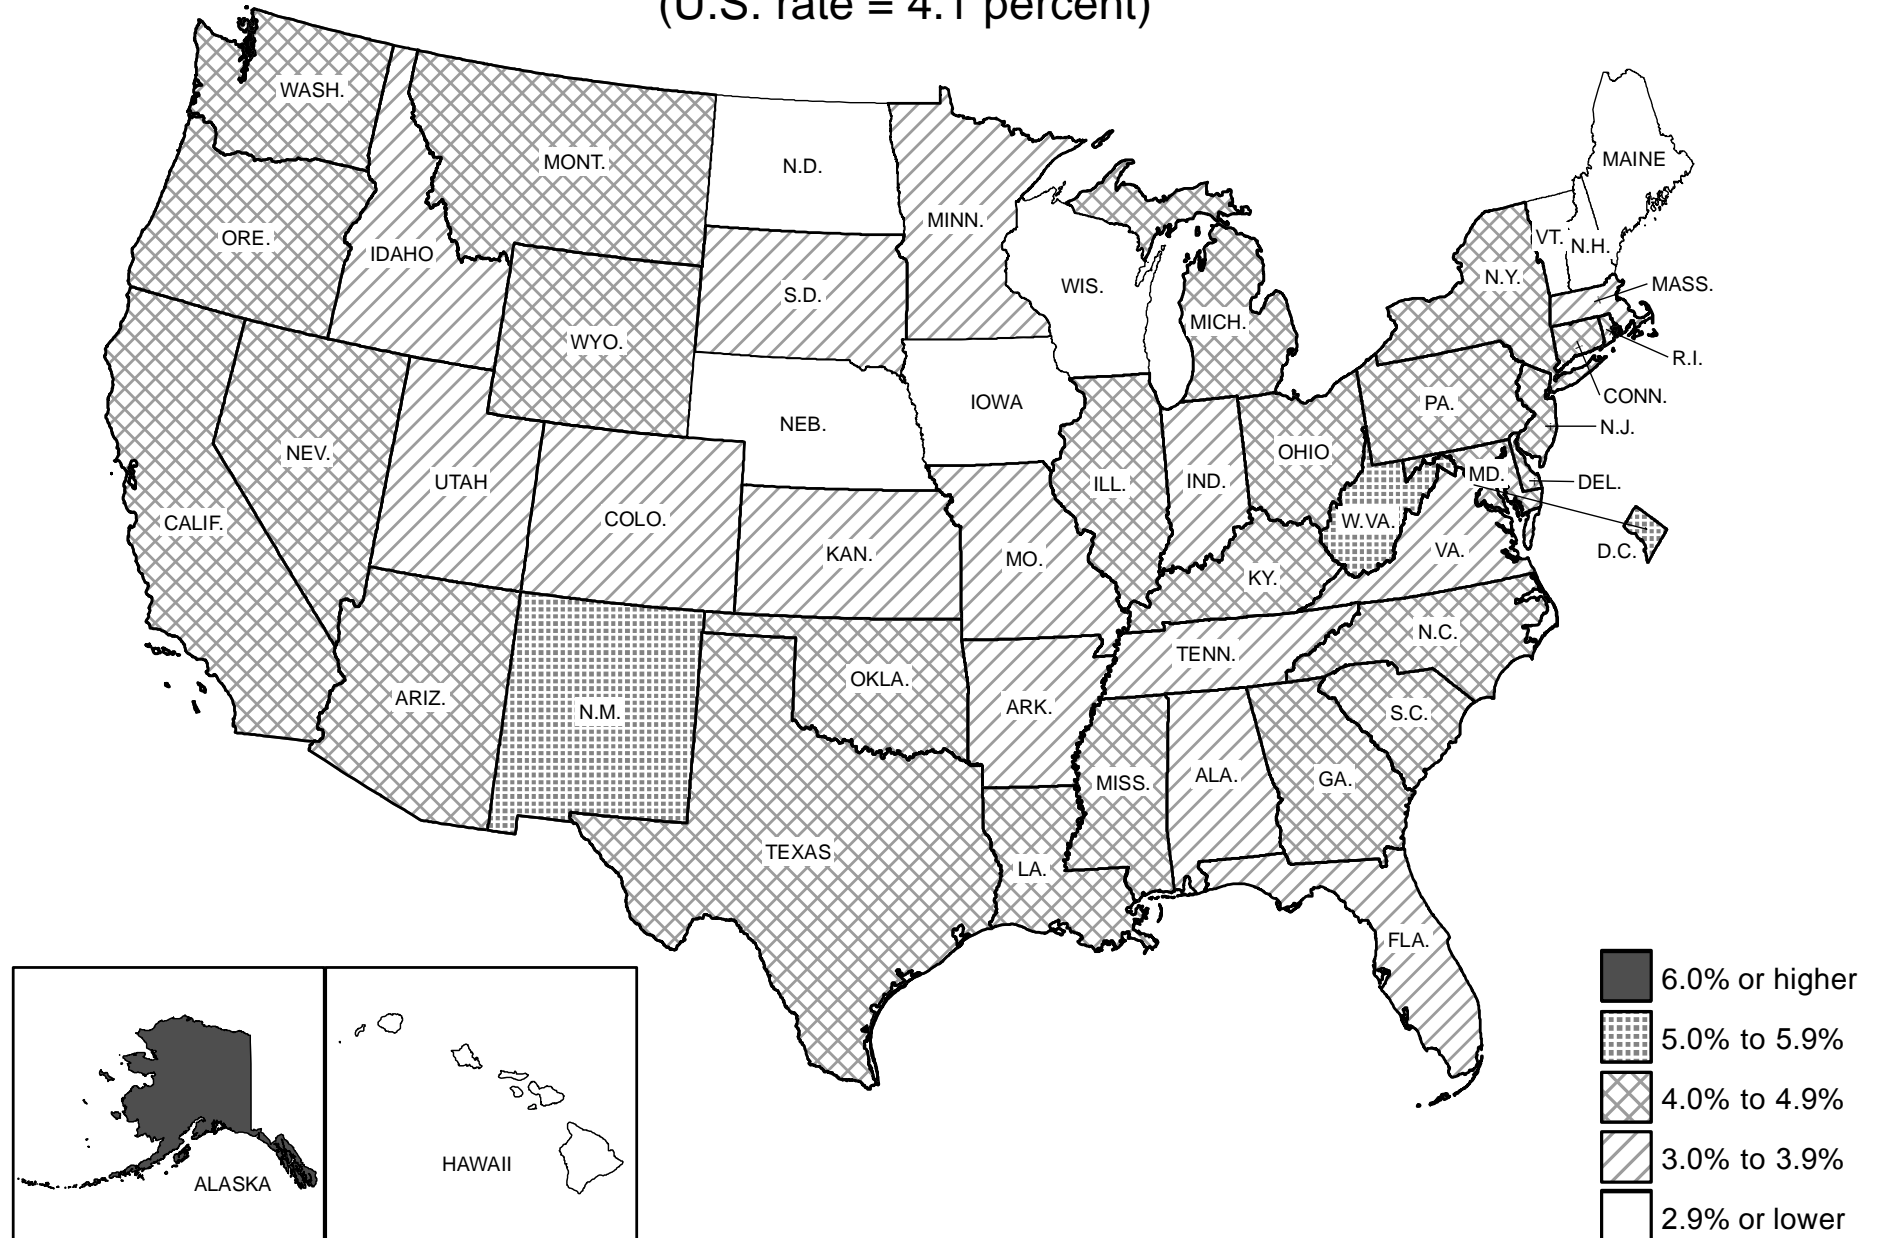 (U.S. rate = 4.1 percent)
WASH.
MONT.
N.D.
MINN.
MAINE
ORE.
IDAHO
S.D.
WIS.
MICH.
N.Y.
VT.
N.H.
MASS.
WYO.
R.I.
CONN.
N.J.
NEB.
IOWA
PA.
NEV.
UTAH
COLO.
ILL.
IND.
OHIO
MD.
DEL.
CALIF.
KAN.
MO.
W.VA.
VA.
D.C.
KY.
N.C.
TENN.
ARIZ.
N.M.
OKLA.
ARK.
S.C.
MISS.
ALA.
GA.
TEXAS
LA.
FLA.
ALASKA
HAWAII
6.0% or higher
5.0% to 5.9%
4.0% to 4.9%
3.0% to 3.9%
2.9% or lower